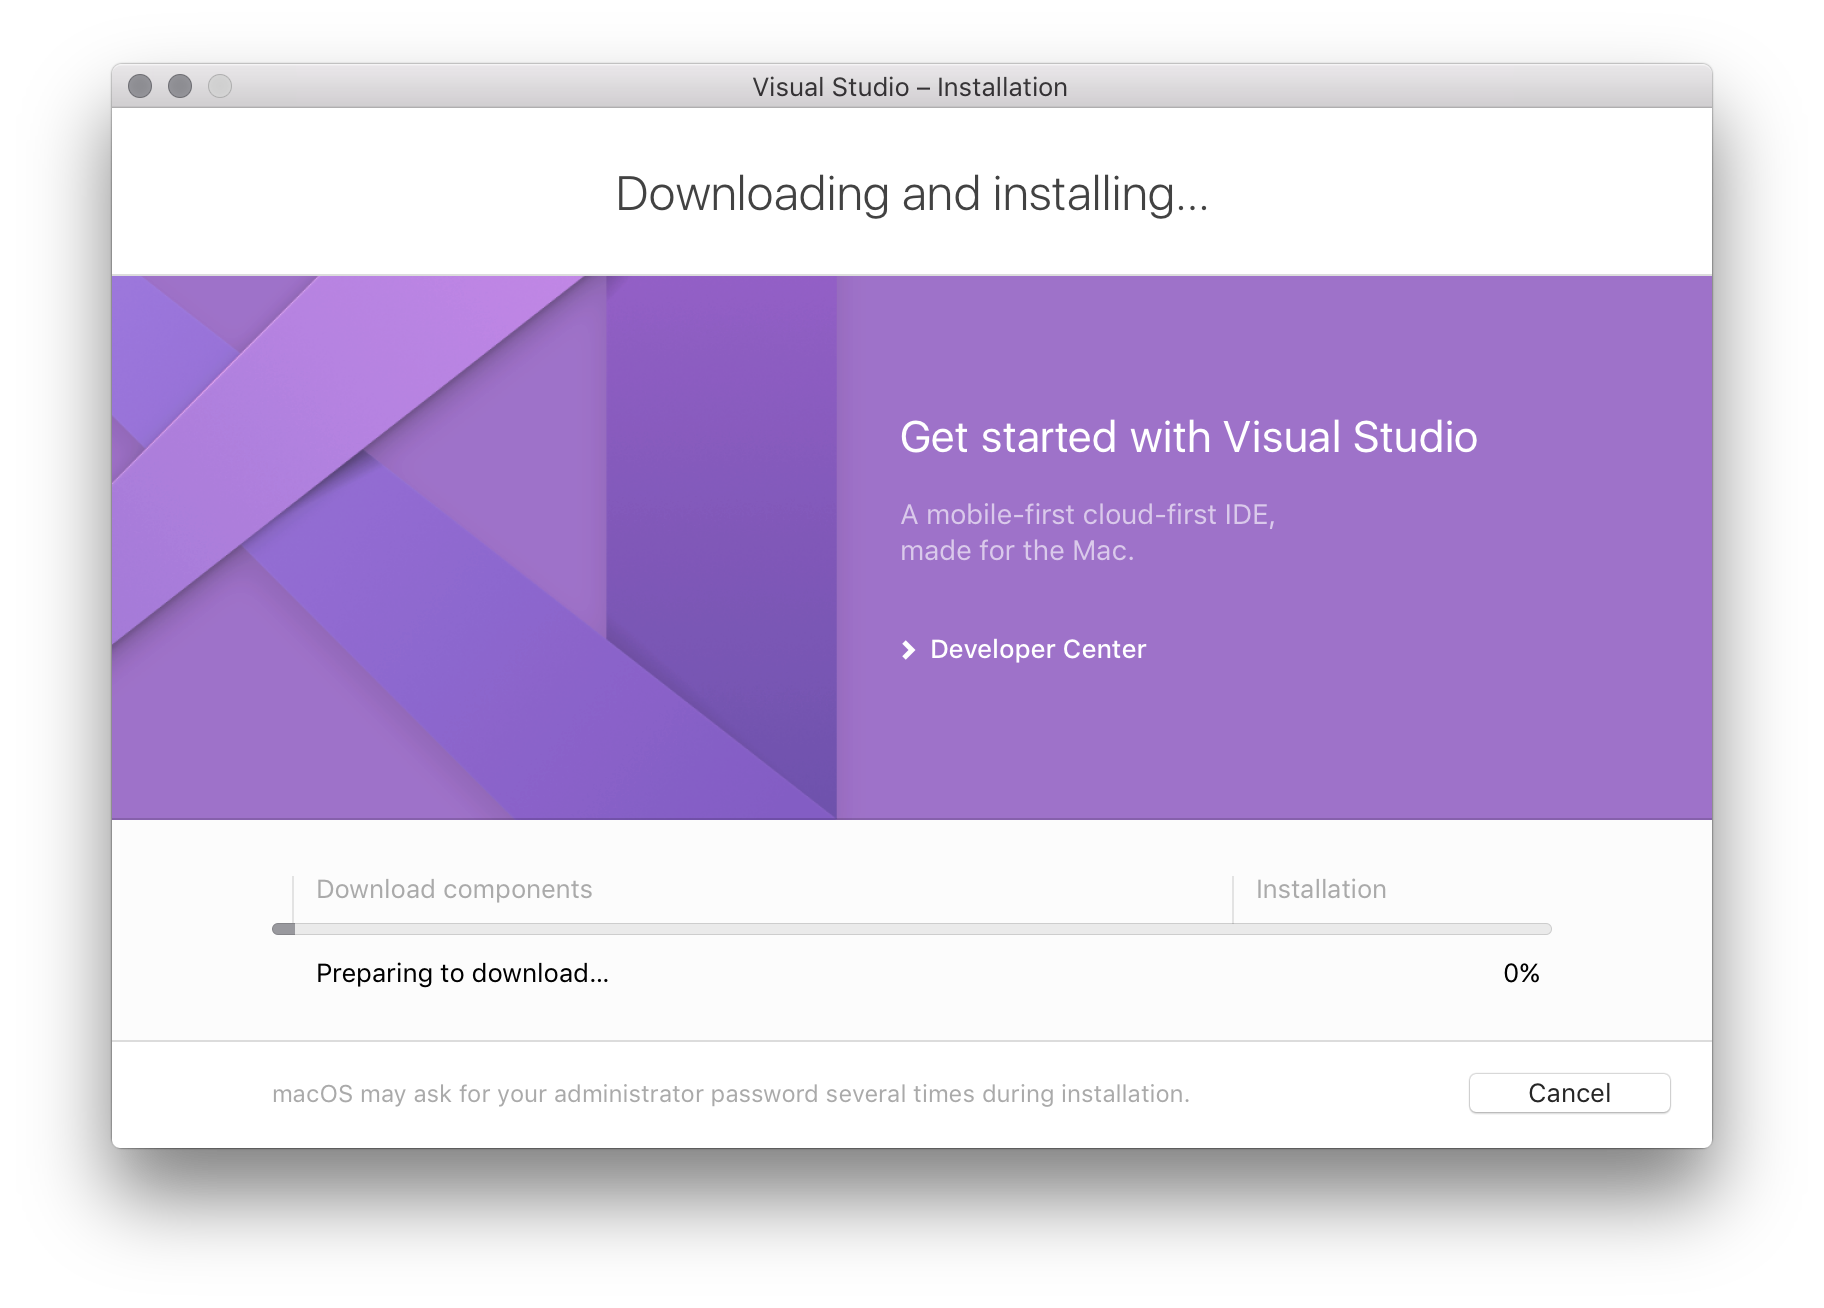 Visual Studio – Installation
Downloading and installing...
Get started with Visual Studio
A mobile-first cloud-first IDE,
made for the Mac.
Developer Center
Download components
Installation
Preparing to download...
0%
macOS may ask for your administrator password several times during installation.
Cancel